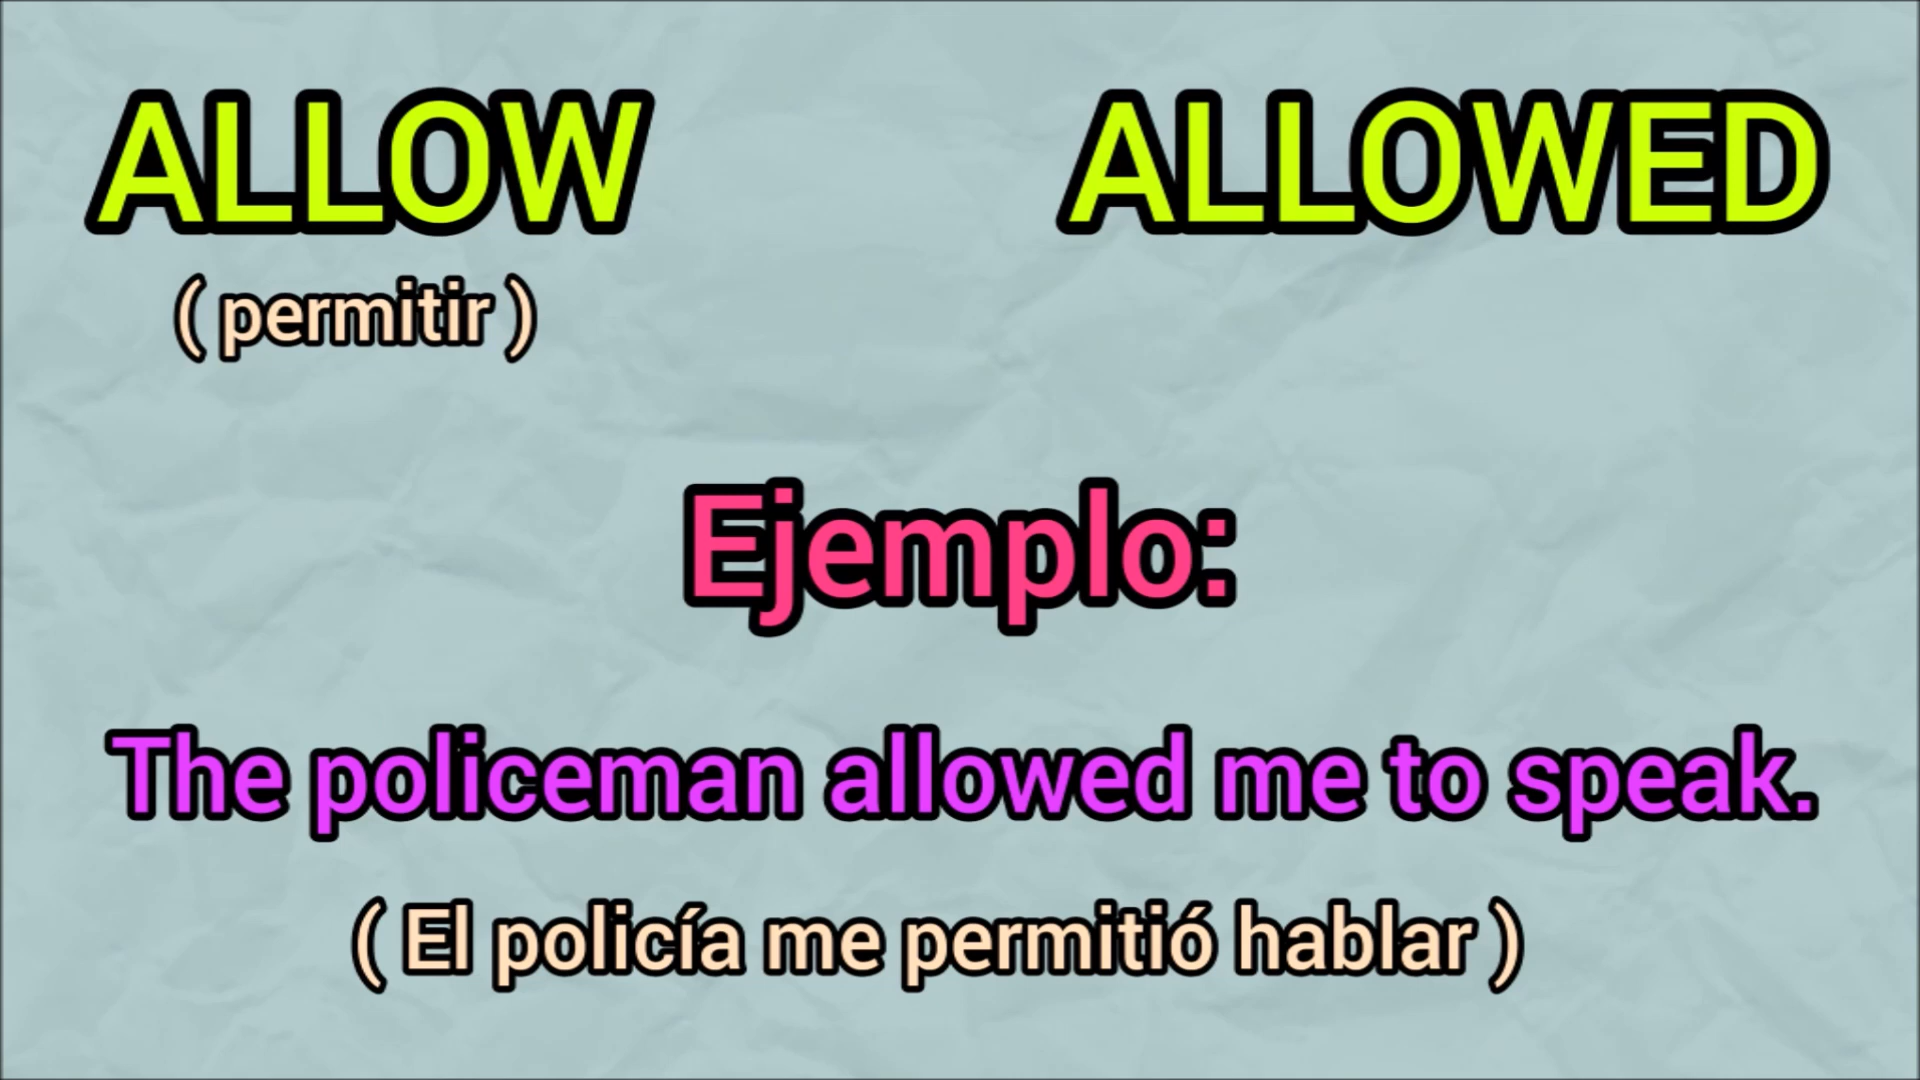 ALLOW ALLOWED
( permitir )
Ejemplo:
The policeman allowed me to speak.
( El policía me permitió hablar )